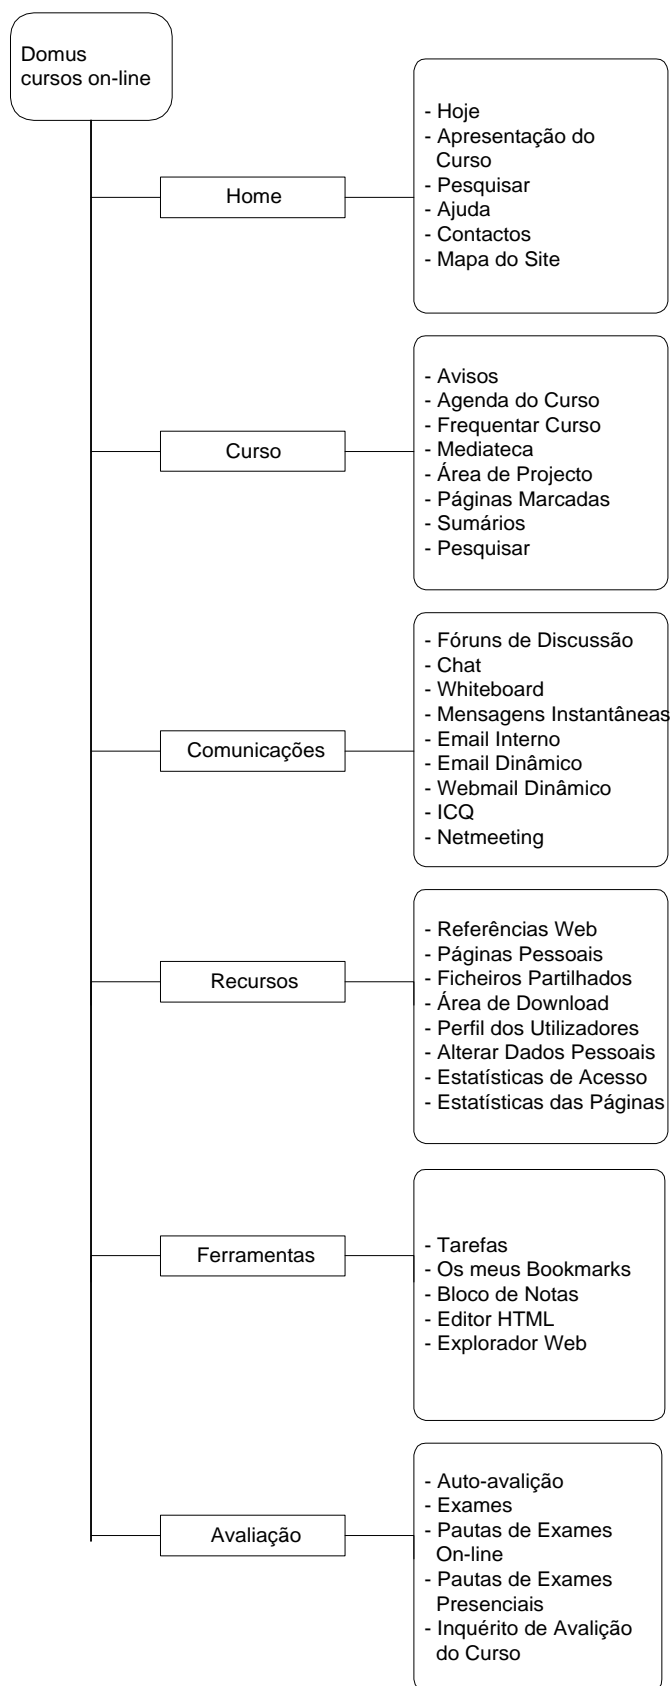 Domus
cursos on-line
Home
- Hoje
- Apresentação do
Curso
- Pesquisar
- Ajuda
- Contactos
- Mapa do Site
Curso
- Avisos
- Agenda do Curso
- Frequentar Curso
- Mediateca
- Área de Projecto
- Páginas Marcadas
- Sumários
- Pesquisar
Comunicações
- Fóruns de Discussão
- Chat
- Whiteboard
- Mensagens Instantâneas
- Email Interno
- Email Dinâmico
- Webmail Dinâmico
- ICQ
- Netmeeting
Recursos
- Referências Web
- Páginas Pessoais
- Ficheiros Partilhados
- Área de Download
- Perfil dos Utilizadores
- Alterar Dados Pessoais
- Estatísticas de Acesso
- Estatísticas das Páginas
Ferramentas
- Tarefas
- Os meus Bookmarks
- Bloco de Notas
- Editor HTML
- Explorador Web
Avaliação
- Auto-avalição
- Exames
- Pautas de Exames
On-line
- Pautas de Exames
Presenciais
- Inquérito de Avalição
do Curso